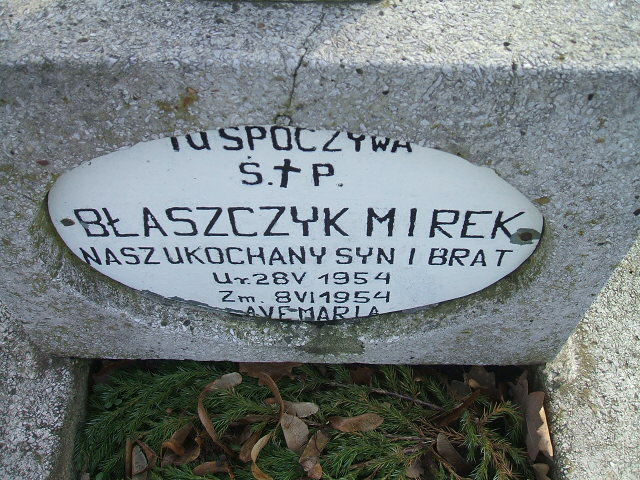 TU SPOCZYWA
Ś.✝P.
BŁASZCZYK MIREK
NASZ UKOCHANY SYN I BRAT
Ur. 28 V 1954
Zm. 8 VI 1954
AVE MARIA